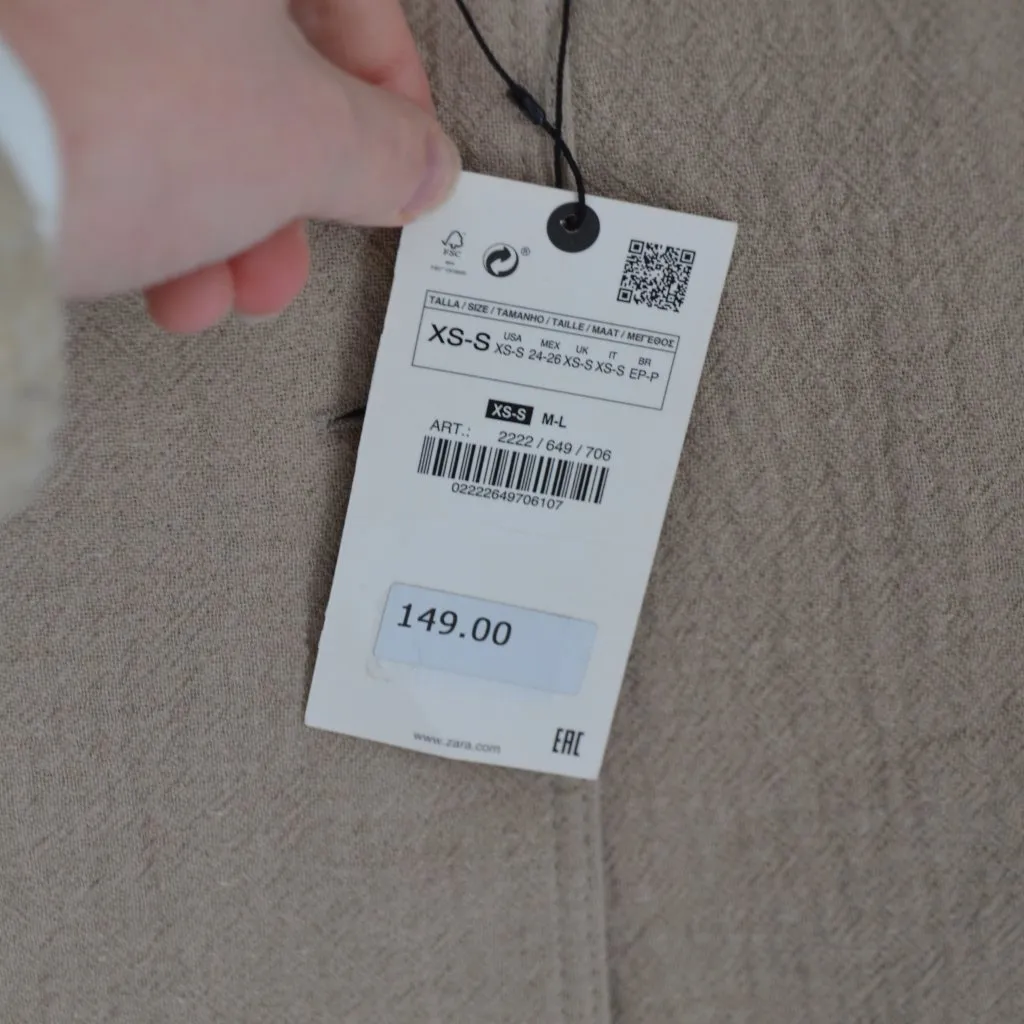 FSC
®
TALLA / SIZE / TAMANHO / TAILLE / MAAT / ΜΕΓΕΘΟΣ
XS-S USA XS-S MEX 24-26 UK XS-S IT XS-S BR EP-P
XS-S M-L
ART.: 2222 / 649 / 706
02222649706107
149.00
www.zara.com
EAC